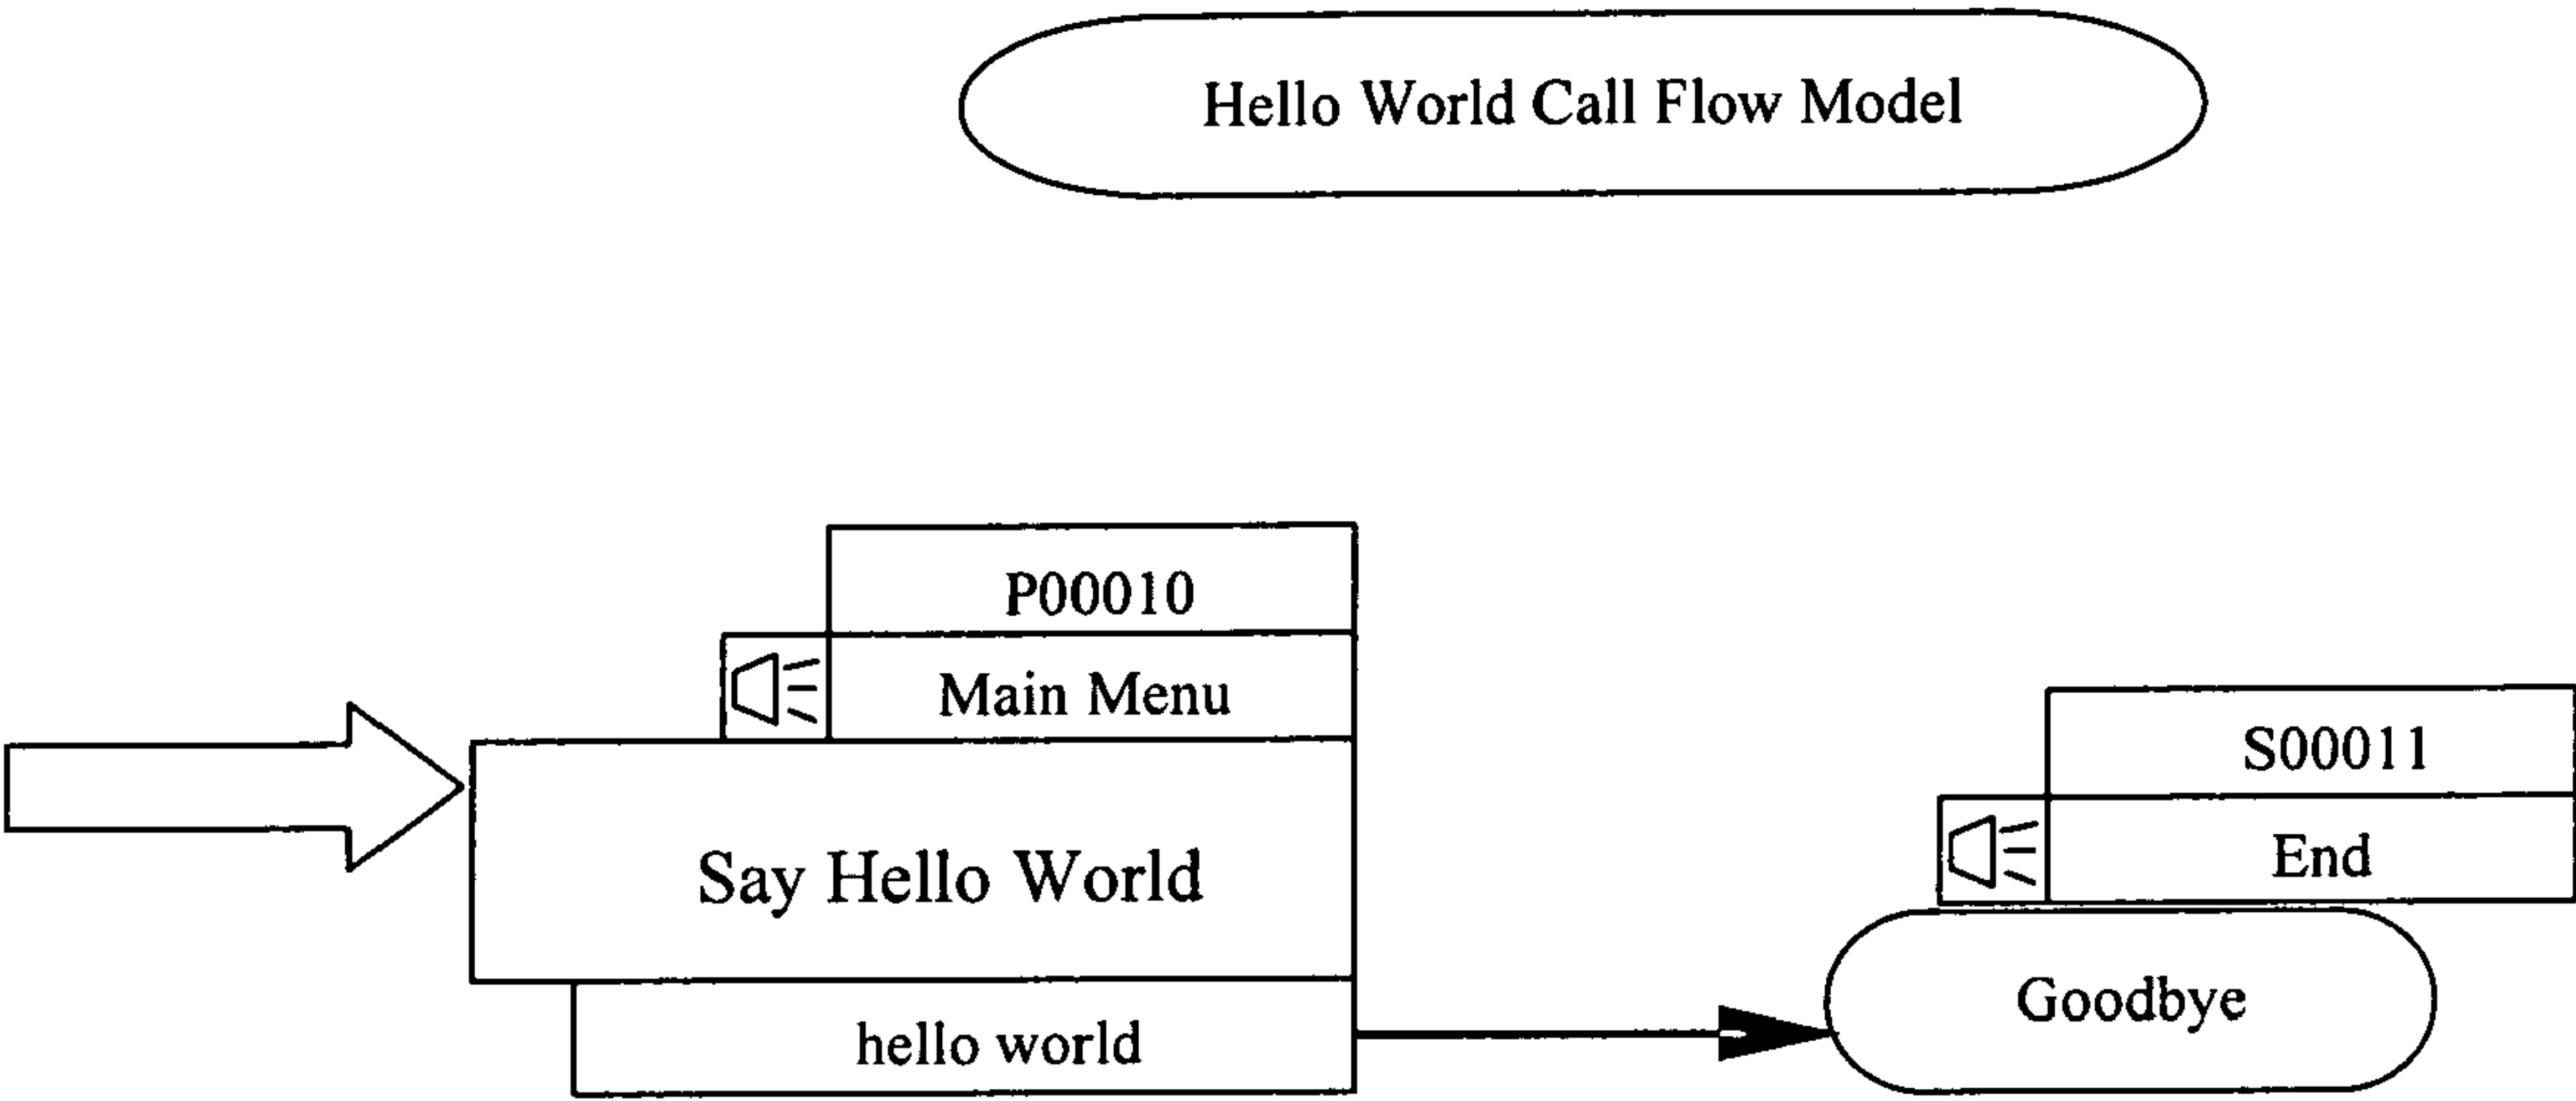 Hello World Call Flow Model
P00010
Main Menu
Say Hello World
hello world
S00011
End
Goodbye